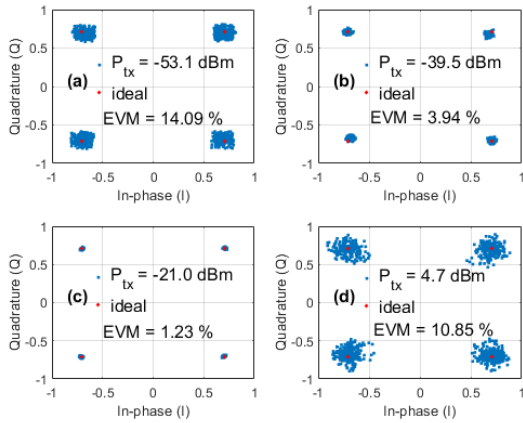 1
0.5
0
-0.5
-1
Quadrature (Q)
(a)
P_tx = -53.1 dBm
ideal
EVM = 14.09 %
-1
-0.5
0
0.5
1
In-phase (I)
1
0.5
0
-0.5
-1
Quadrature (Q)
(b)
P_tx = -39.5 dBm
ideal
EVM = 3.94 %
-1
-0.5
0
0.5
1
In-phase (I)
1
0.5
0
-0.5
-1
Quadrature (Q)
(c)
P_tx = -21.0 dBm
ideal
EVM = 1.23 %
-1
-0.5
0
0.5
1
In-phase (I)
1
0.5
0
-0.5
-1
Quadrature (Q)
(d)
P_tx = 4.7 dBm
ideal
EVM = 10.85 %
-1
-0.5
0
0.5
1
In-phase (I)